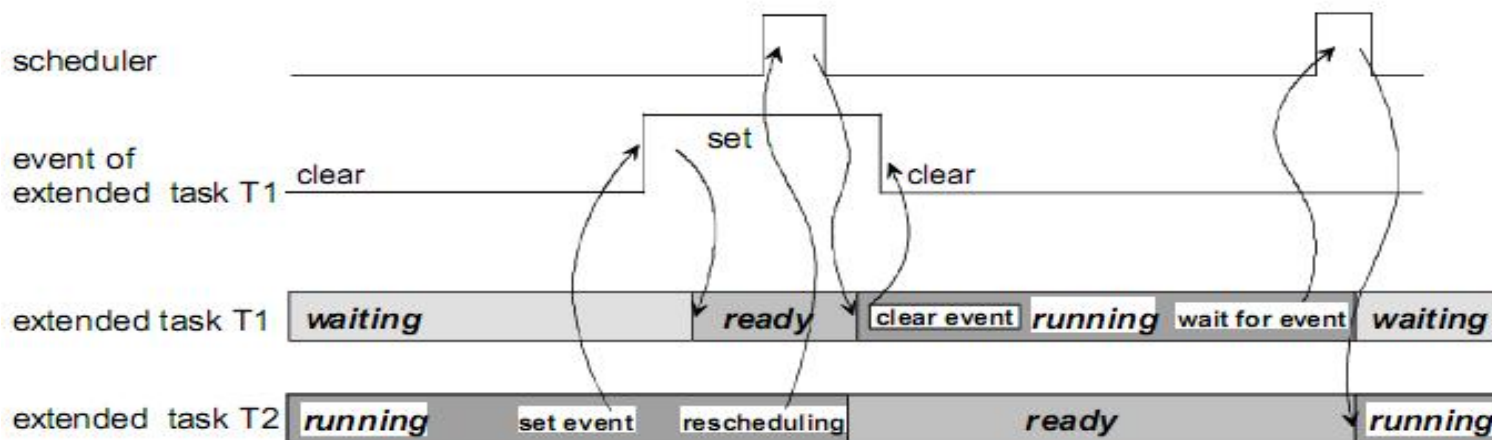 scheduler
set
event of
clear
clear
extended task T1
extended task T1 waiting ready clear event running wait for event waiting
extended task T2 running set event rescheduling ready running